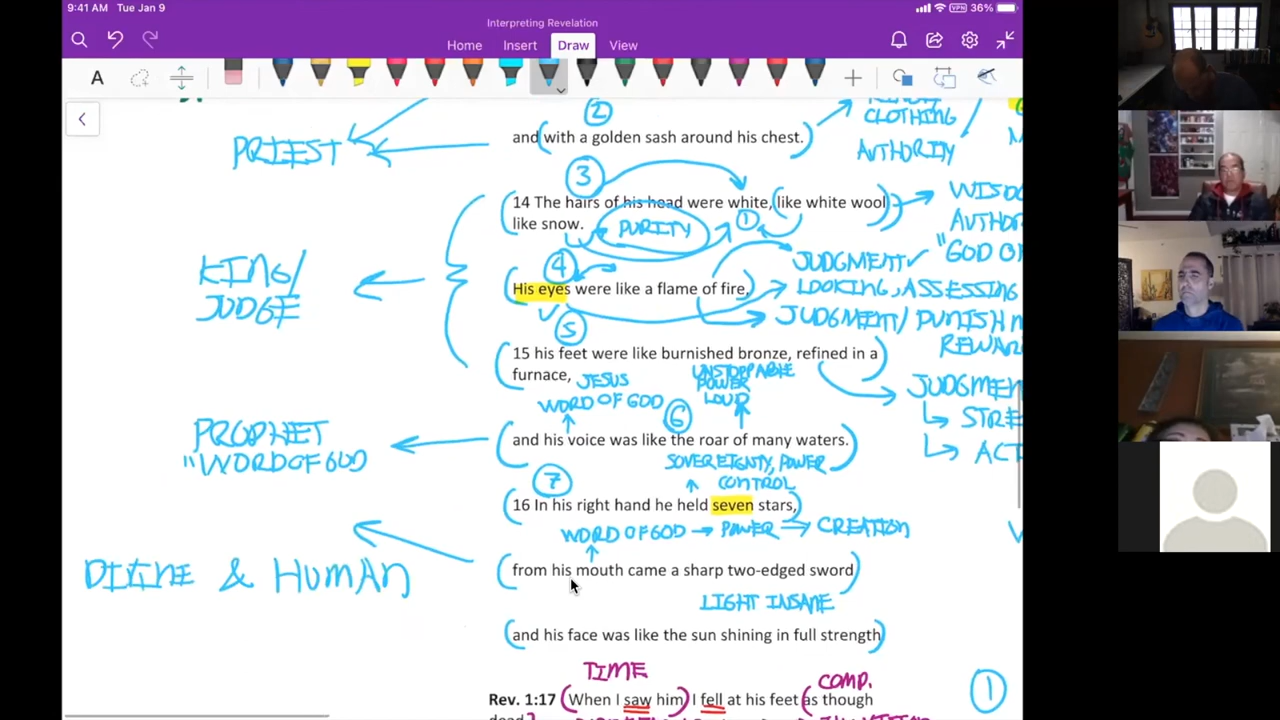 9:41 AM Tue Jan 9
VPN 36%
Interpreting Revelation
Home Insert Draw View
A
2
CLOTHING
AUTHORITY
and (with a golden sash around his chest.)
PRIEST
3
(14 The hairs of his head were white, (like white wool))
like snow. PURITY 1
WISDO
AUTHOR
"GOD O
4
KING/
JUDGE
(His eyes were like a flame of fire,)
JUDGMENT
LOOKING, ASSESSING
5
JUDGMENT/PUNISHM
REWAR
(15 his feet were like burnished bronze, refined in a
furnace,)
JESUS
WORD OF GOD
UNSTOPPABLE
POWER
LOUD
JUDGMEN
STRE
ACT
6
PROPHET
"WORD OF GOD
(and his voice was like the roar of many waters.)
SOVEREIGNTY, POWER
CONTROL
7
16 In his right hand he held seven stars,)
WORD OF GOD → POWER ⇒ CREATION
DIVINE & HUMAN
(from his mouth came a sharp two-edged sword)
LIGHT INSANE
(and his face was like the sun shining in full strength)
TIME
COMP.
1
Rev. 1:17 (When I saw him) I fell at his feet (as though
dead)